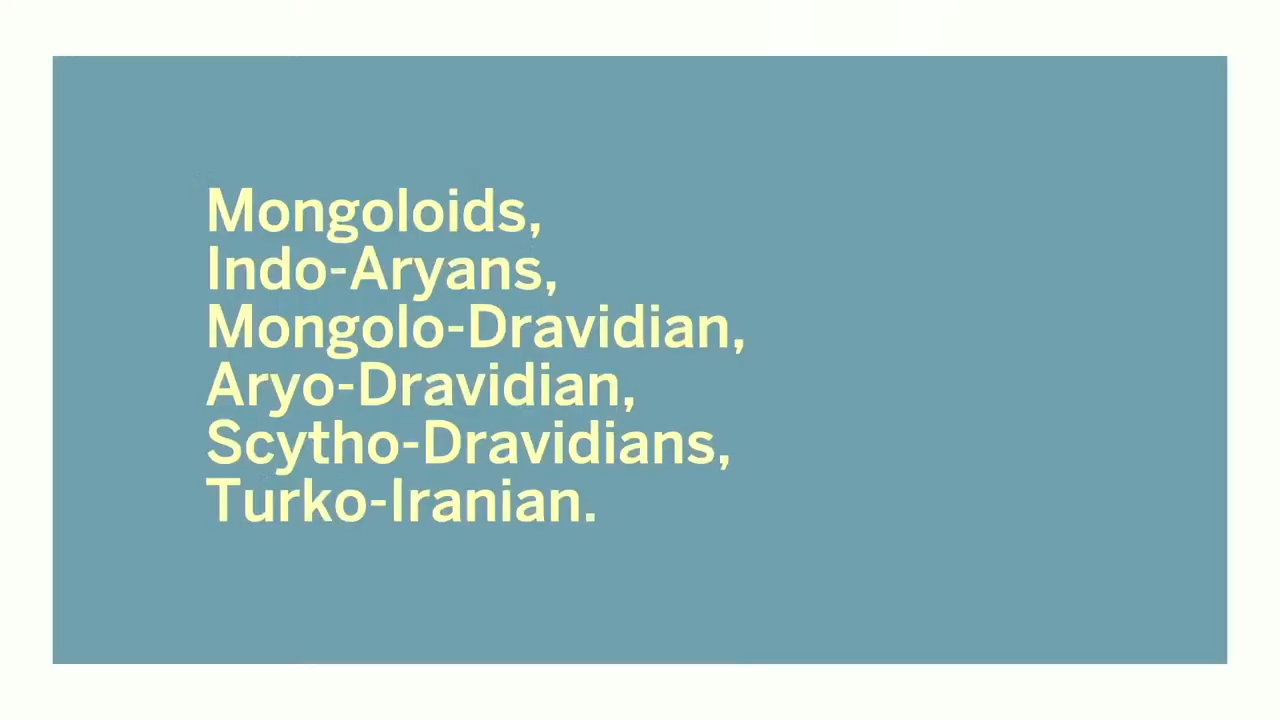 Mongoloids,
Indo-Aryans,
Mongolo-Dravidian,
Aryo-Dravidian,
Scytho-Dravidians,
Turko-Iranian.